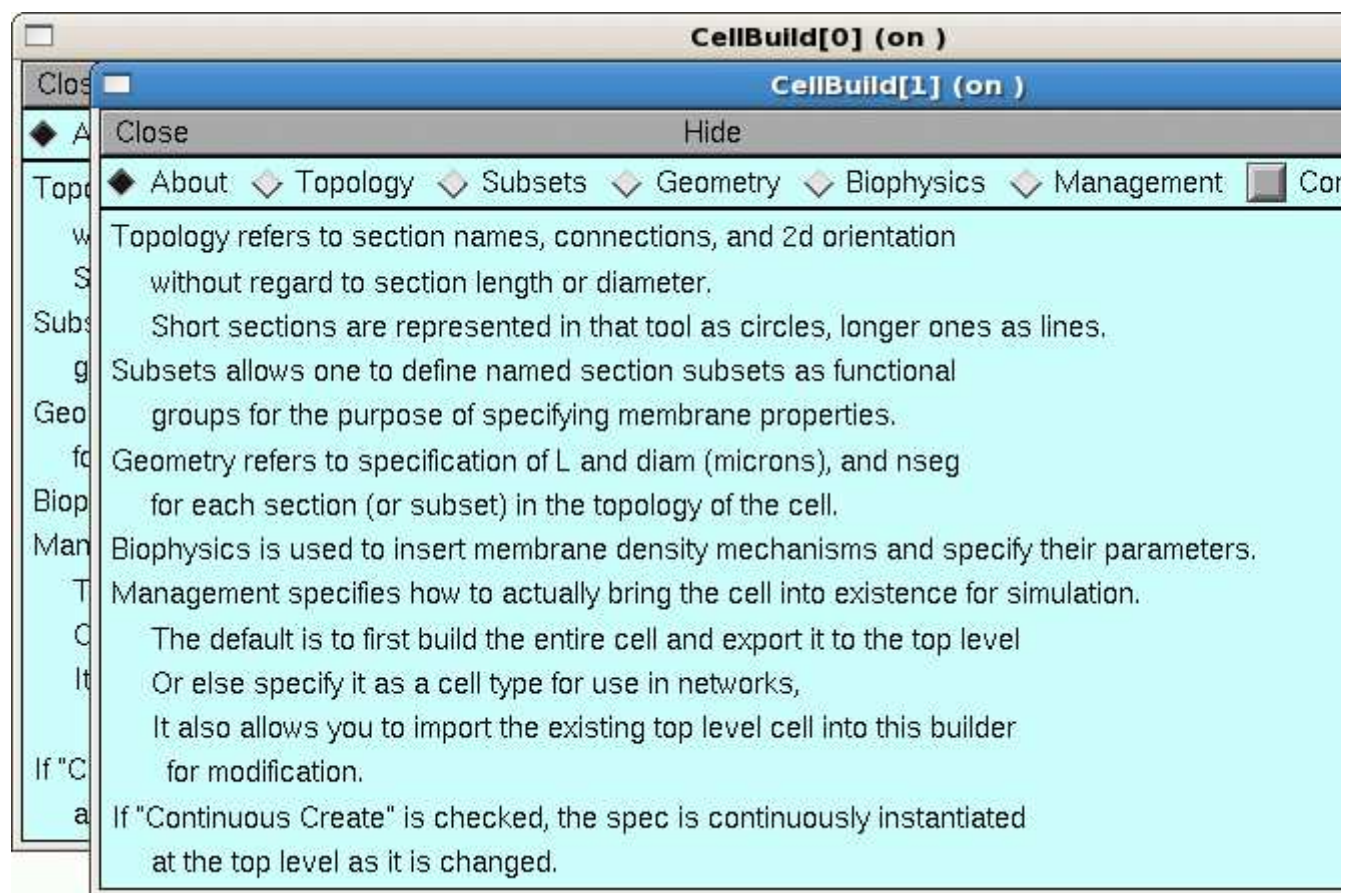 CellBuild[0] (on )
CellBuild[1] (on )
Close Hide
About Topology Subsets Geometry Biophysics Management
Topology refers to section names, connections, and 2d orientation
without regard to section length or diameter.
Short sections are represented in that tool as circles, longer ones as lines.
Subsets allows one to define named section subsets as functional
groups for the purpose of specifying membrane properties.
Geometry refers to specification of L and diam (microns), and nseg
for each section (or subset) in the topology of the cell.
Biophysics is used to insert membrane density mechanisms and specify their parameters.
Management specifies how to actually bring the cell into existence for simulation.
The default is to first build the entire cell and export it to the top level
Or else specify it as a cell type for use in networks,
It also allows you to import the existing top level cell into this builder
for modification.
If "Continuous Create" is checked, the spec is continuously instantiated
at the top level as it is changed.